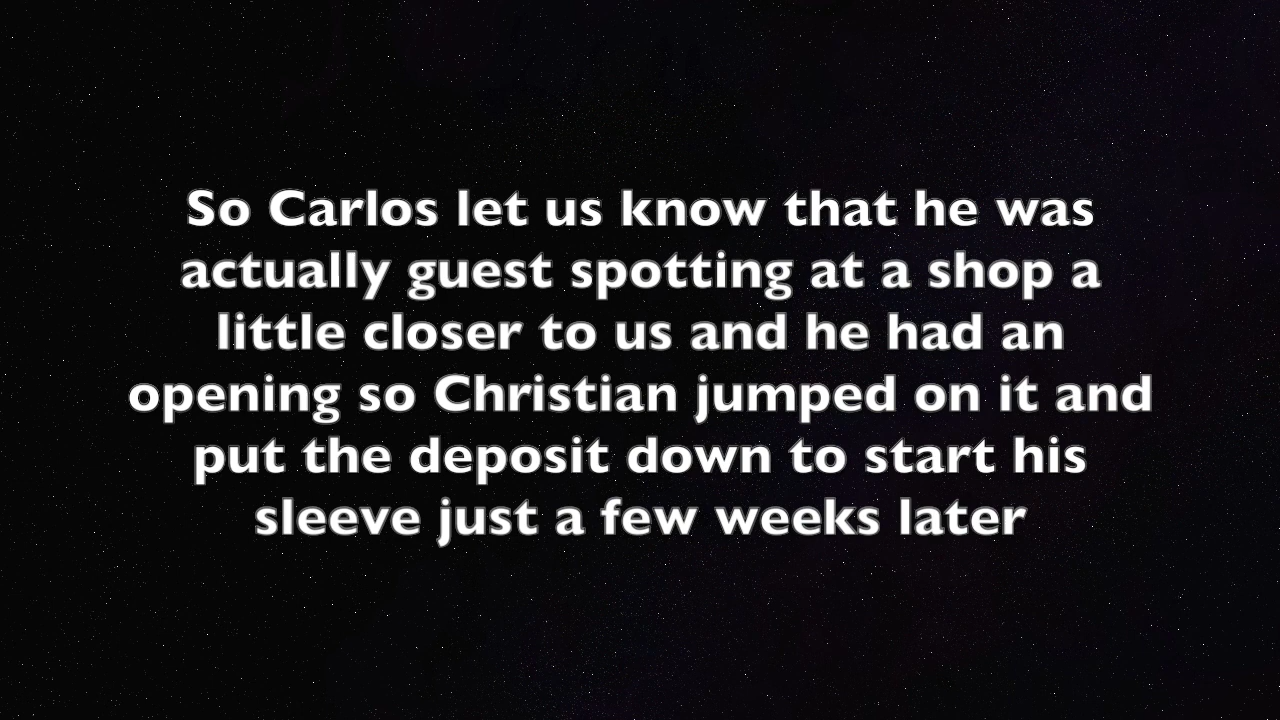 So Carlos let us know that he was
actually guest spotting at a shop a
little closer to us and he had an
opening so Christian jumped on it and
put the deposit down to start his
sleeve just a few weeks later